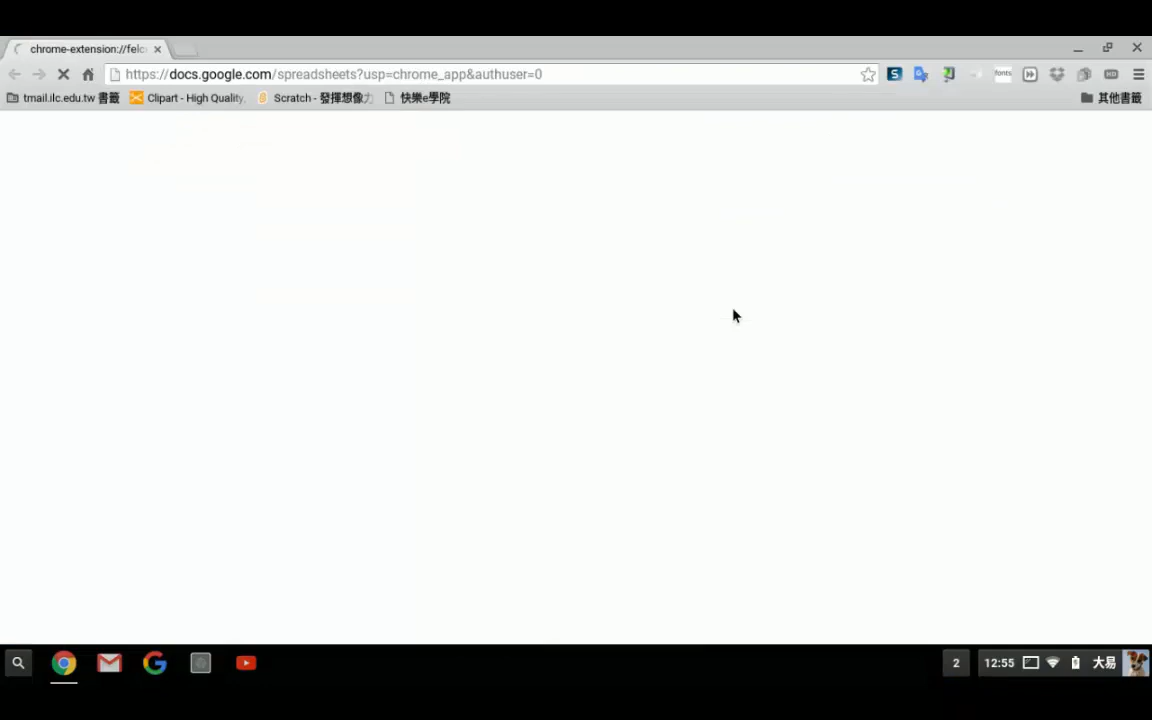 chrome-extension://felc
https://docs.google.com/spreadsheets?usp=chrome_app&authuser=0
S
fonts
HD
tmail.ilc.edu.tw 書籤
Clipart - High Quality,
Scratch - 發揮想像力
快樂e學院
其他書籤
2
12:55
大易